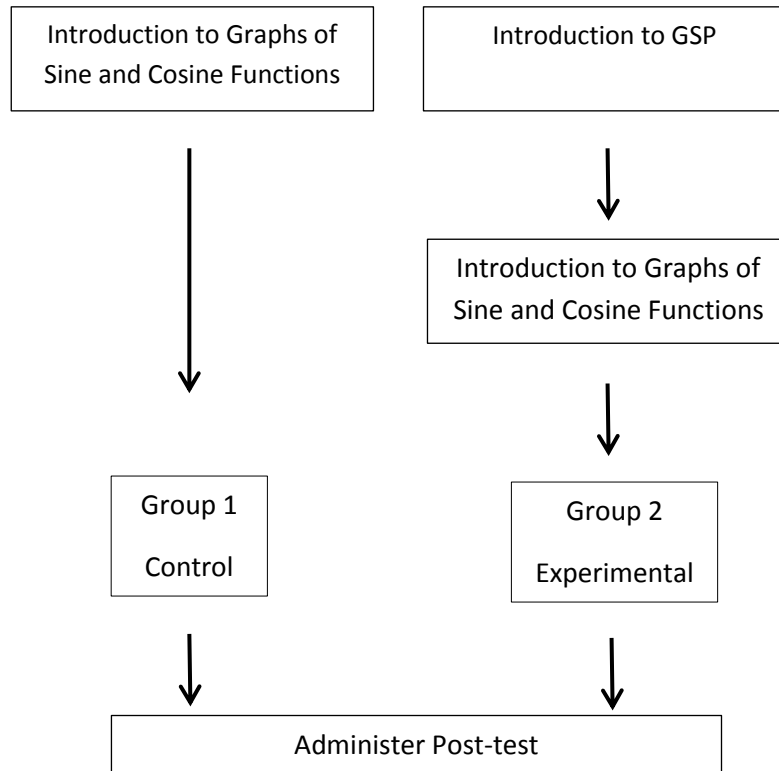 Introduction to Graphs of
Sine and Cosine Functions
Introduction to GSP
Introduction to Graphs of
Sine and Cosine Functions
Group 1
Control
Group 2
Experimental
Administer Post-test